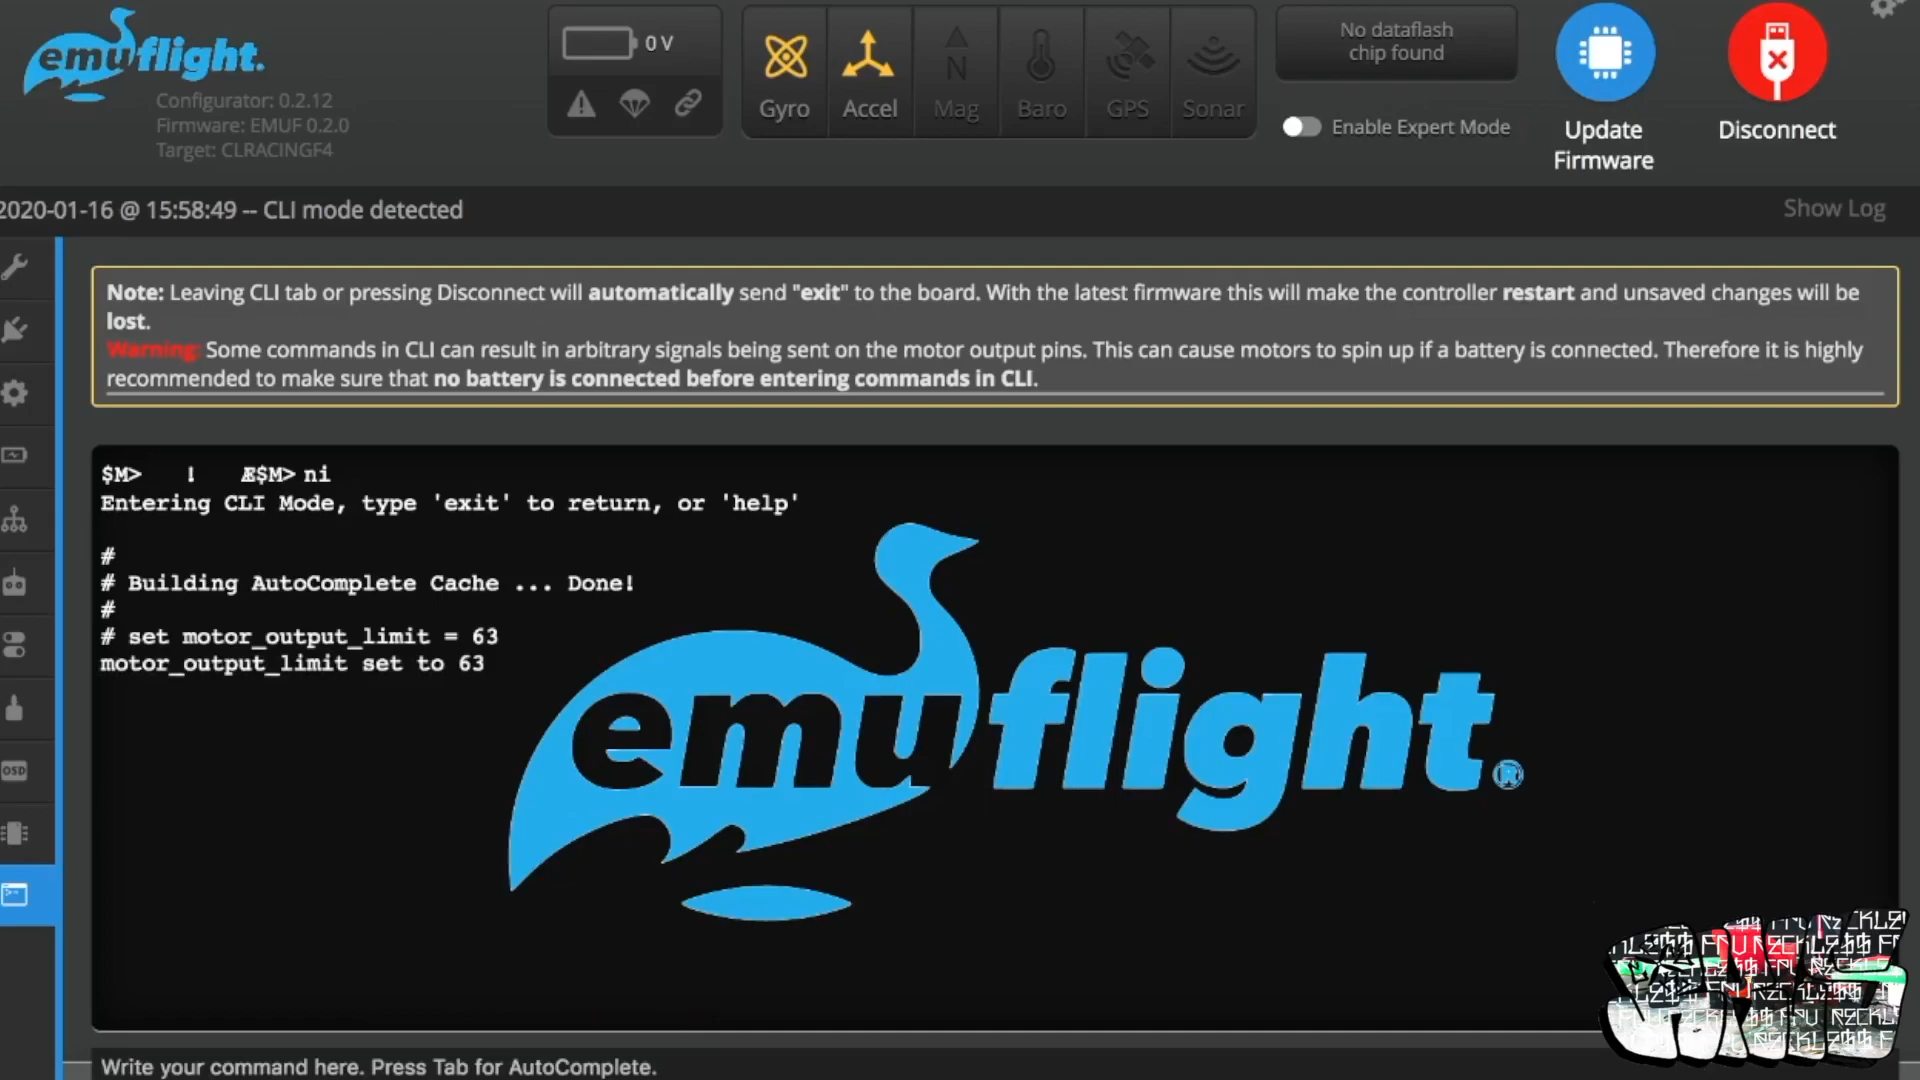 emuflight.
Configurator: 0.2.12
Firmware: EMUF 0.2.0
Target: CLRACINGF4
0 V
Gyro
Accel
N
Mag
Baro
GPS
Sonar
No dataflash
chip found
Enable Expert Mode
Update
Firmware
Disconnect
2020-01-16 @ 15:58:49 -- CLI mode detected
Show Log
Note: Leaving CLI tab or pressing Disconnect will automatically send "exit" to the board. With the latest firmware this will make the controller restart and unsaved changes will be
lost.
Warning: Some commands in CLI can result in arbitrary signals being sent on the motor output pins. This can cause motors to spin up if a battery is connected. Therefore it is highly
recommended to make sure that no battery is connected before entering commands in CLI.
$M> ! Æ$M> ni
Entering CLI Mode, type 'exit' to return, or 'help'
#
# Building AutoComplete Cache ... Done!
#
# set motor_output_limit = 63
motor_output_limit set to 63
emuflight.®
OSD
Write your command here. Press Tab for AutoComplete.